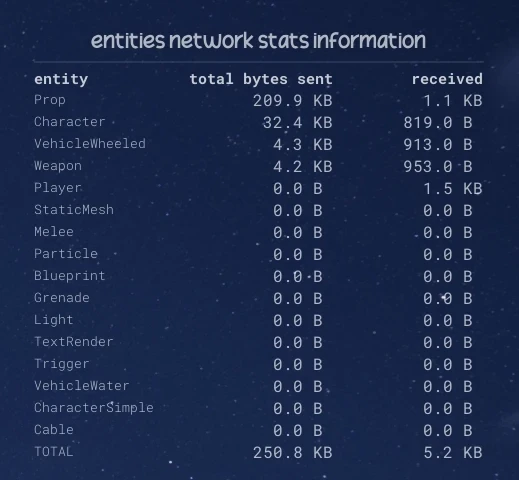 entities network stats information
entity total bytes sent received
Prop 209.9 KB 1.1 KB
Character 32.4 KB 819.0 B
VehicleWheeled 4.3 KB 913.0 B
Weapon 4.2 KB 953.0 B
Player 0.0 B 1.5 KB
StaticMesh 0.0 B 0.0 B
Melee 0.0 B 0.0 B
Particle 0.0 B 0.0 B
Blueprint 0.0 B 0.0 B
Grenade 0.0 B 0.0 B
Light 0.0 B 0.0 B
TextRender 0.0 B 0.0 B
Trigger 0.0 B 0.0 B
VehicleWater 0.0 B 0.0 B
CharacterSimple 0.0 B 0.0 B
Cable 0.0 B 0.0 B
TOTAL 250.8 KB 5.2 KB